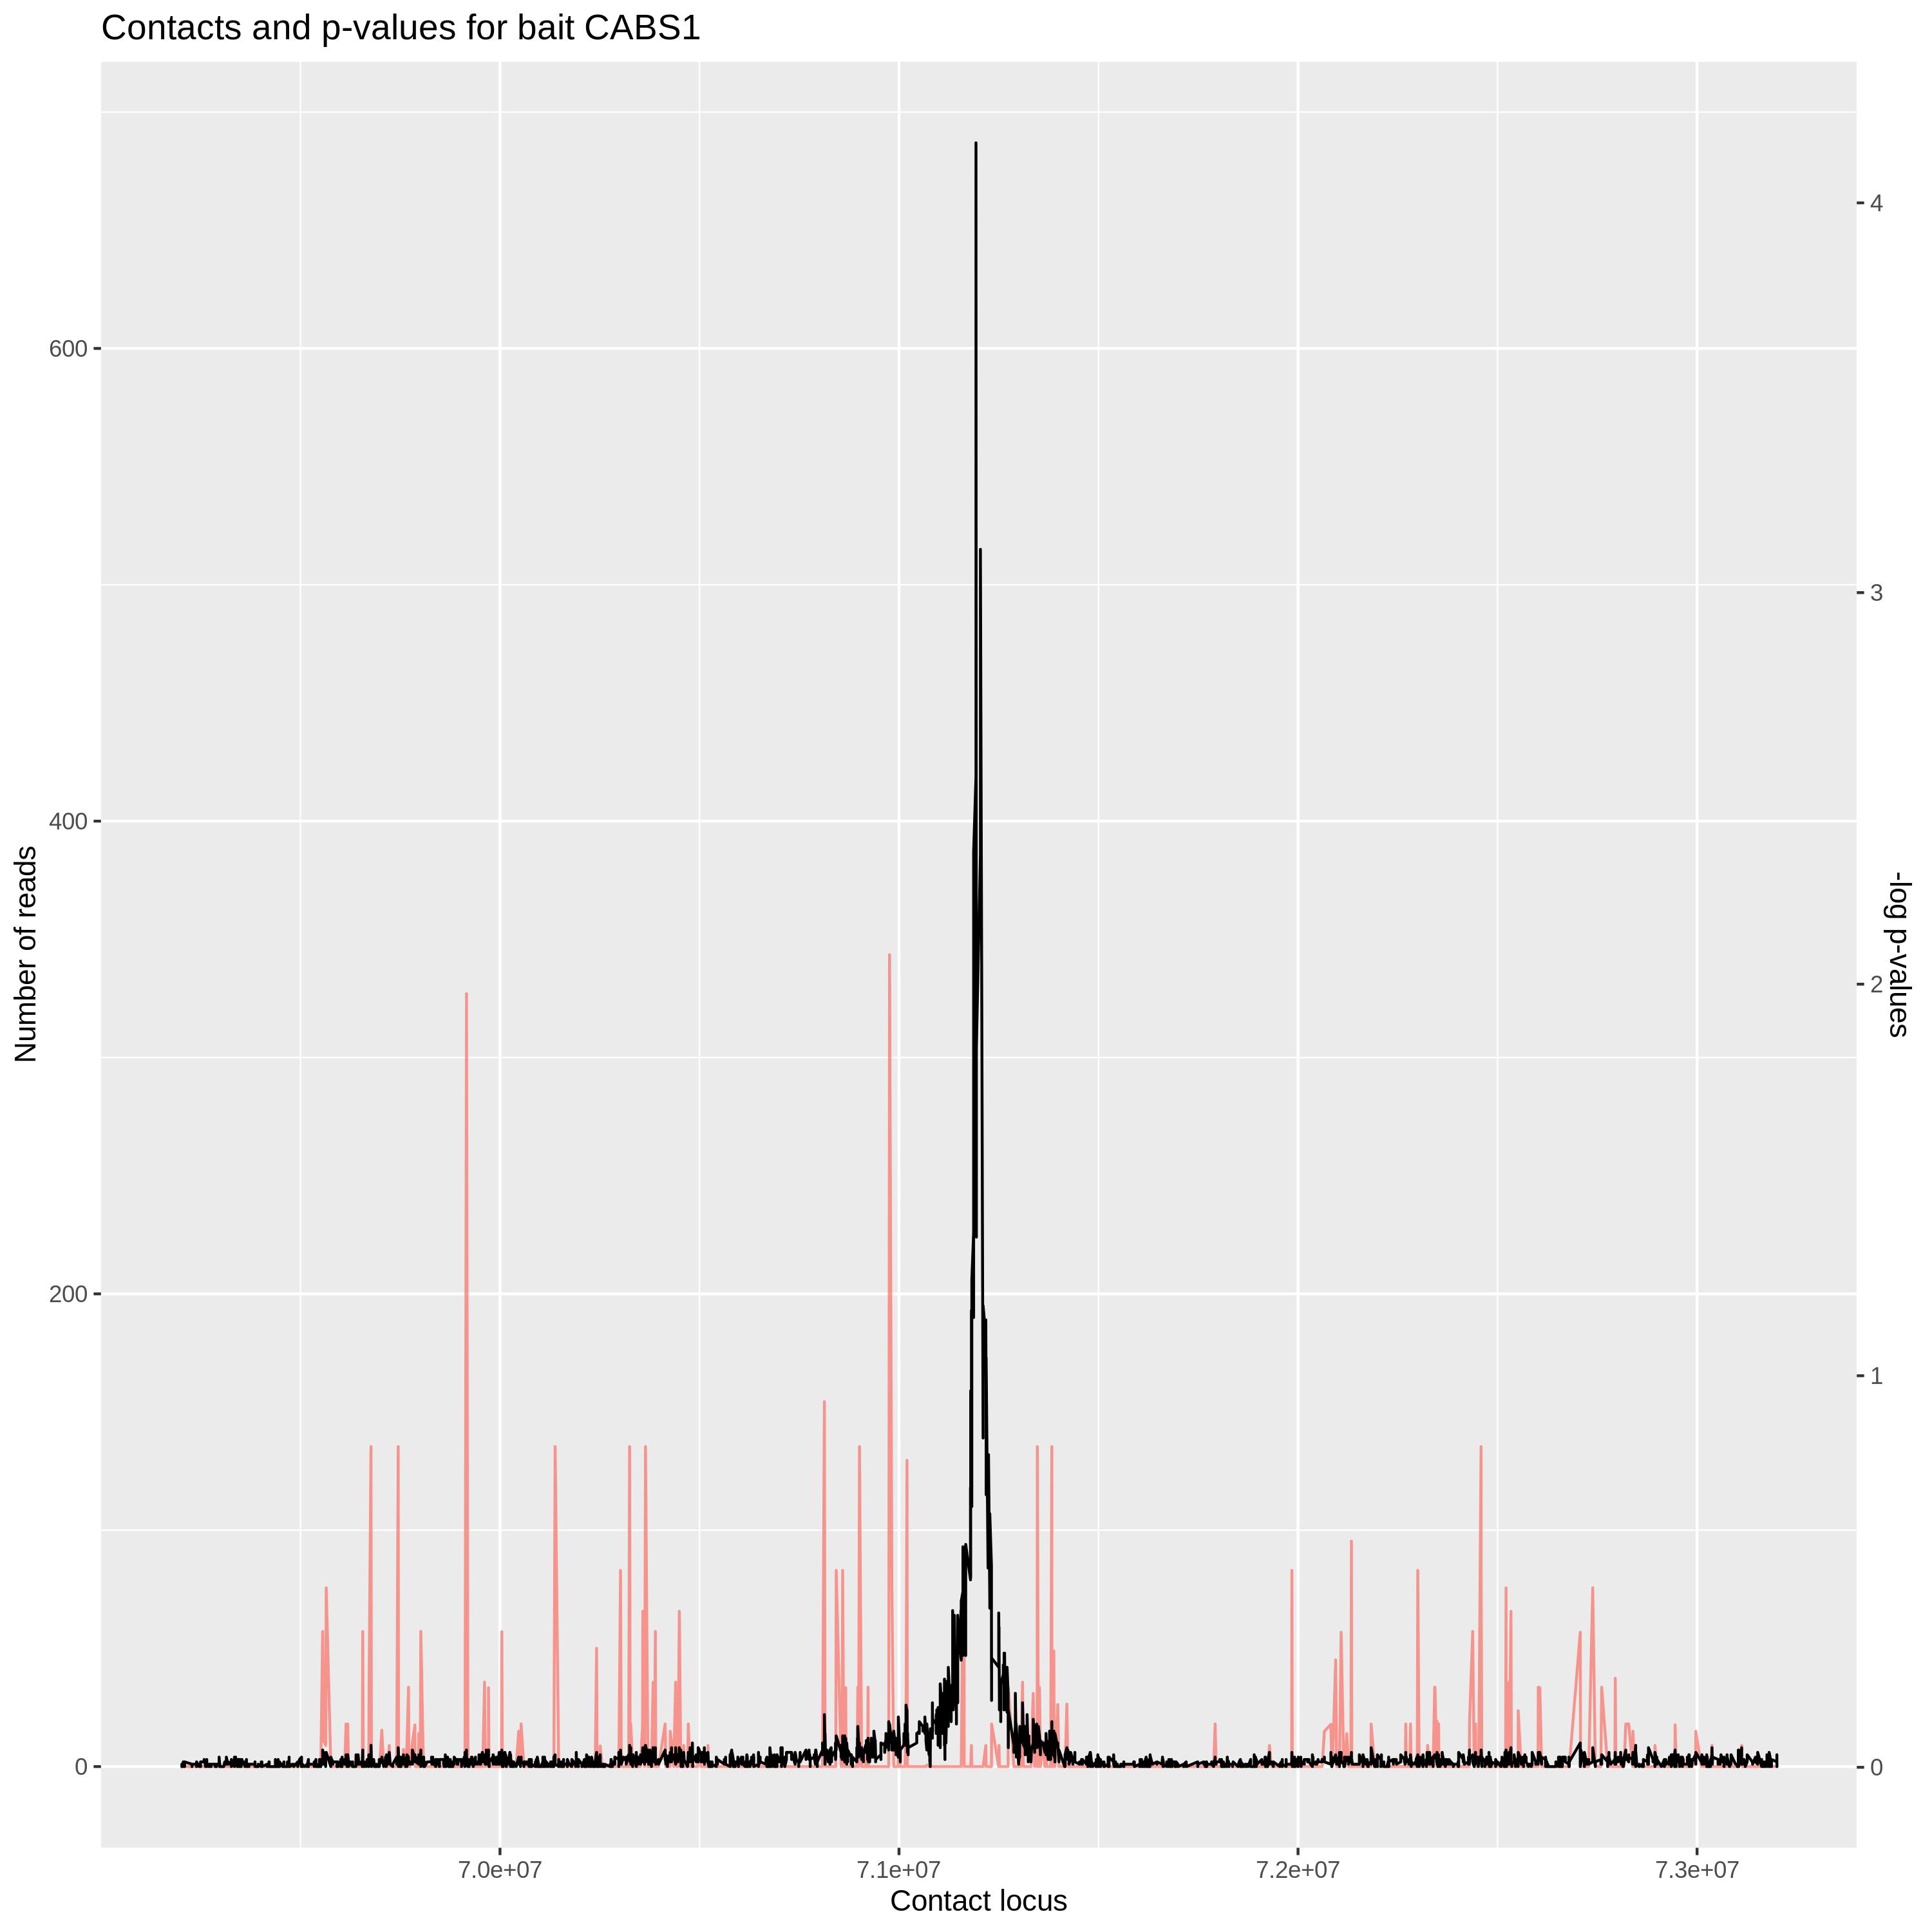 Contacts and p-values for bait CABS1
600
400
200
0
Number of reads
4
3
2
1
0
-log p-values
7.0e+07
7.1e+07
7.2e+07
7.3e+07
Contact locus